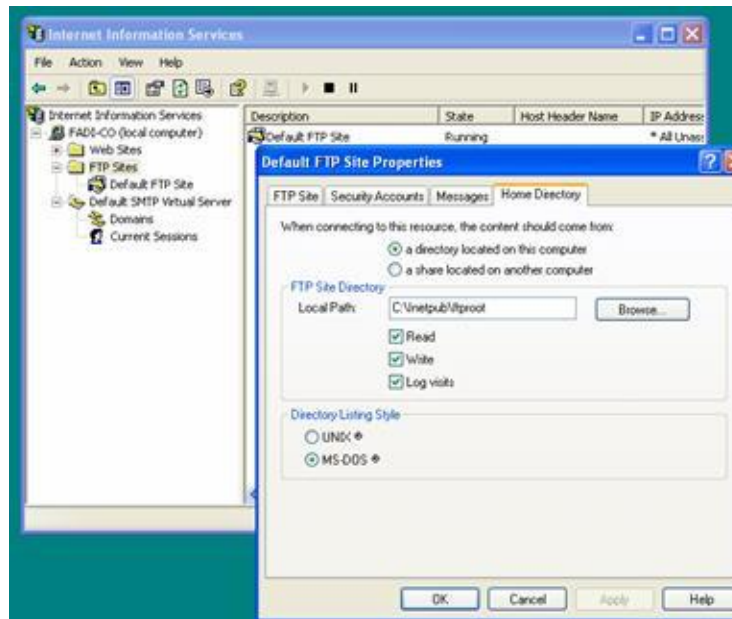 Internet Information Services
File Action View Help
Internet Information Services
FADI-CO (local computer)
Web Sites
FTP Sites
Default FTP Site
Default SMTP Virtual Server
Domains
Current Sessions
Description State Host Header Name IP Address
Default FTP Site Running * All Unass
Default FTP Site Properties
FTP Site Security Accounts Messages Home Directory
When connecting to this resource, the content should come from:
a directory located on this computer
a share located on another computer
FTP Site Directory
Local Path: C:\Inetpub\ftproot Browse...
Read
Write
Log visits
Directory Listing Style
UNIX ®
MS-DOS ®
OK Cancel Apply Help